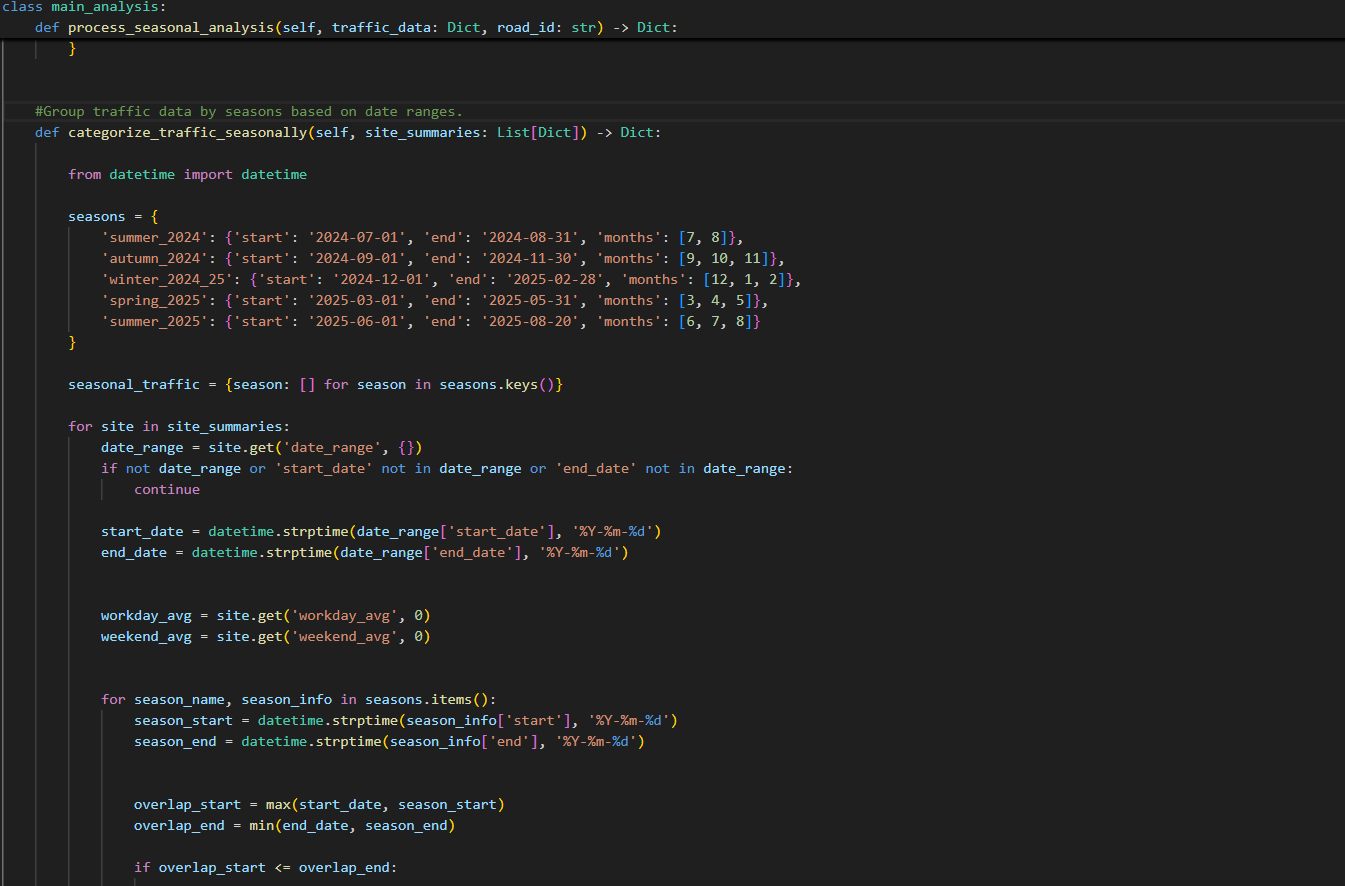 class main_analysis:
    def process_seasonal_analysis(self, traffic_data: Dict, road_id: str) -> Dict:
        }
    #Group traffic data by seasons based on date ranges.
    def categorize_traffic_seasonally(self, site_summaries: List[Dict]) -> Dict:
        from datetime import datetime
        seasons = {
            'summer_2024': {'start': '2024-07-01', 'end': '2024-08-31', 'months': [7, 8]},
            'autumn_2024': {'start': '2024-09-01', 'end': '2024-11-30', 'months': [9, 10, 11]},
            'winter_2024_25': {'start': '2024-12-01', 'end': '2025-02-28', 'months': [12, 1, 2]},
            'spring_2025': {'start': '2025-03-01', 'end': '2025-05-31', 'months': [3, 4, 5]},
            'summer_2025': {'start': '2025-06-01', 'end': '2025-08-20', 'months': [6, 7, 8]}
        }
        seasonal_traffic = {season: [] for season in seasons.keys()}
        for site in site_summaries:
            date_range = site.get('date_range', {})
            if not date_range or 'start_date' not in date_range or 'end_date' not in date_range:
                continue
            start_date = datetime.strptime(date_range['start_date'], '%Y-%m-%d')
            end_date = datetime.strptime(date_range['end_date'], '%Y-%m-%d')
            workday_avg = site.get('workday_avg', 0)
            weekend_avg = site.get('weekend_avg', 0)
            for season_name, season_info in seasons.items():
                season_start = datetime.strptime(season_info['start'], '%Y-%m-%d')
                season_end = datetime.strptime(season_info['end'], '%Y-%m-%d')
                overlap_start = max(start_date, season_start)
                overlap_end = min(end_date, season_end)
                if overlap_start <= overlap_end: